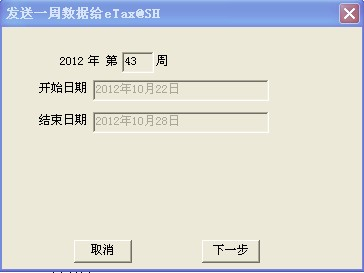 发送一周数据给eTax@SH
2012 年 第 43 周
开始日期 2012年10月22日
结束日期 2012年10月28日
取消 下一步